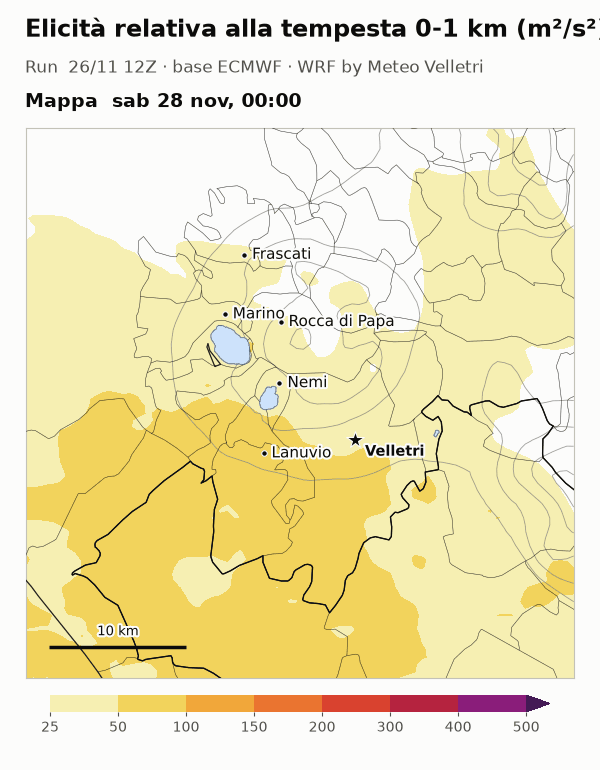 Elicità relativa alla tempesta 0-1 km (m²/s²)
Run  26/11 12Z · base ECMWF · WRF by Meteo Velletri
Mappa  sab 28 nov, 00:00
Frascati
Marino
Rocca di Papa
Nemi
Velletri
Lanuvio
10 km
25 50 100 150 200 300 400 500